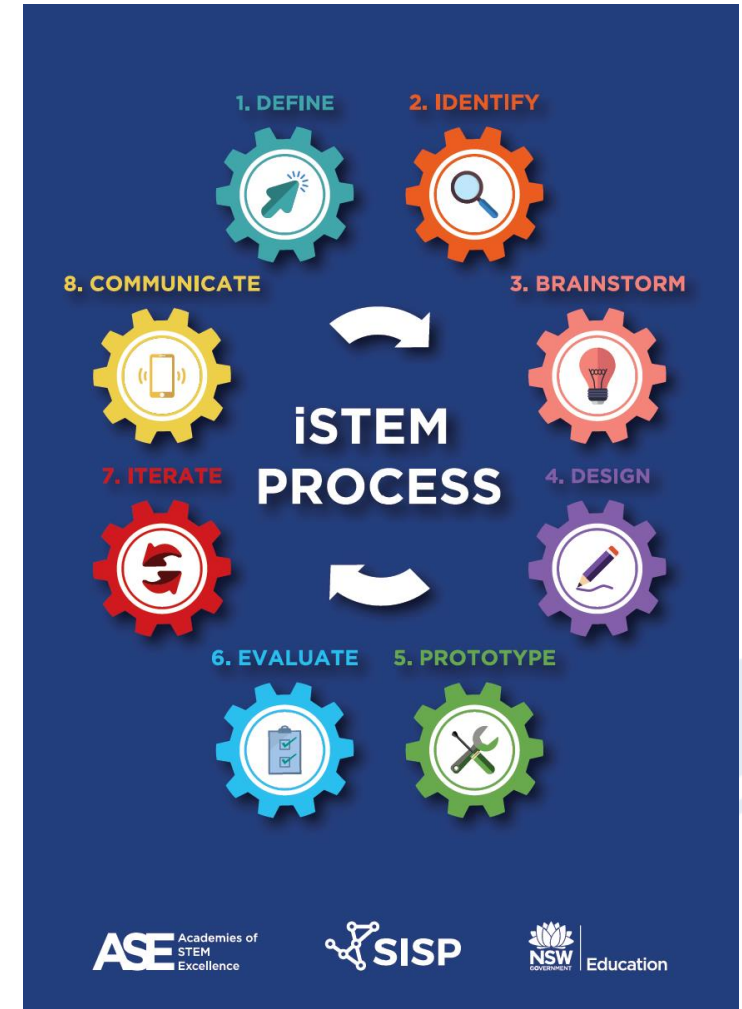 1. DEFINE
2. IDENTIFY
8. COMMUNICATE
3. BRAINSTORM
iSTEM
PROCESS
7. ITERATE
4. DESIGN
6. EVALUATE
5. PROTOTYPE
ASE
Academies of
STEM
Excellence
SISP
NSW
GOVERNMENT
Education